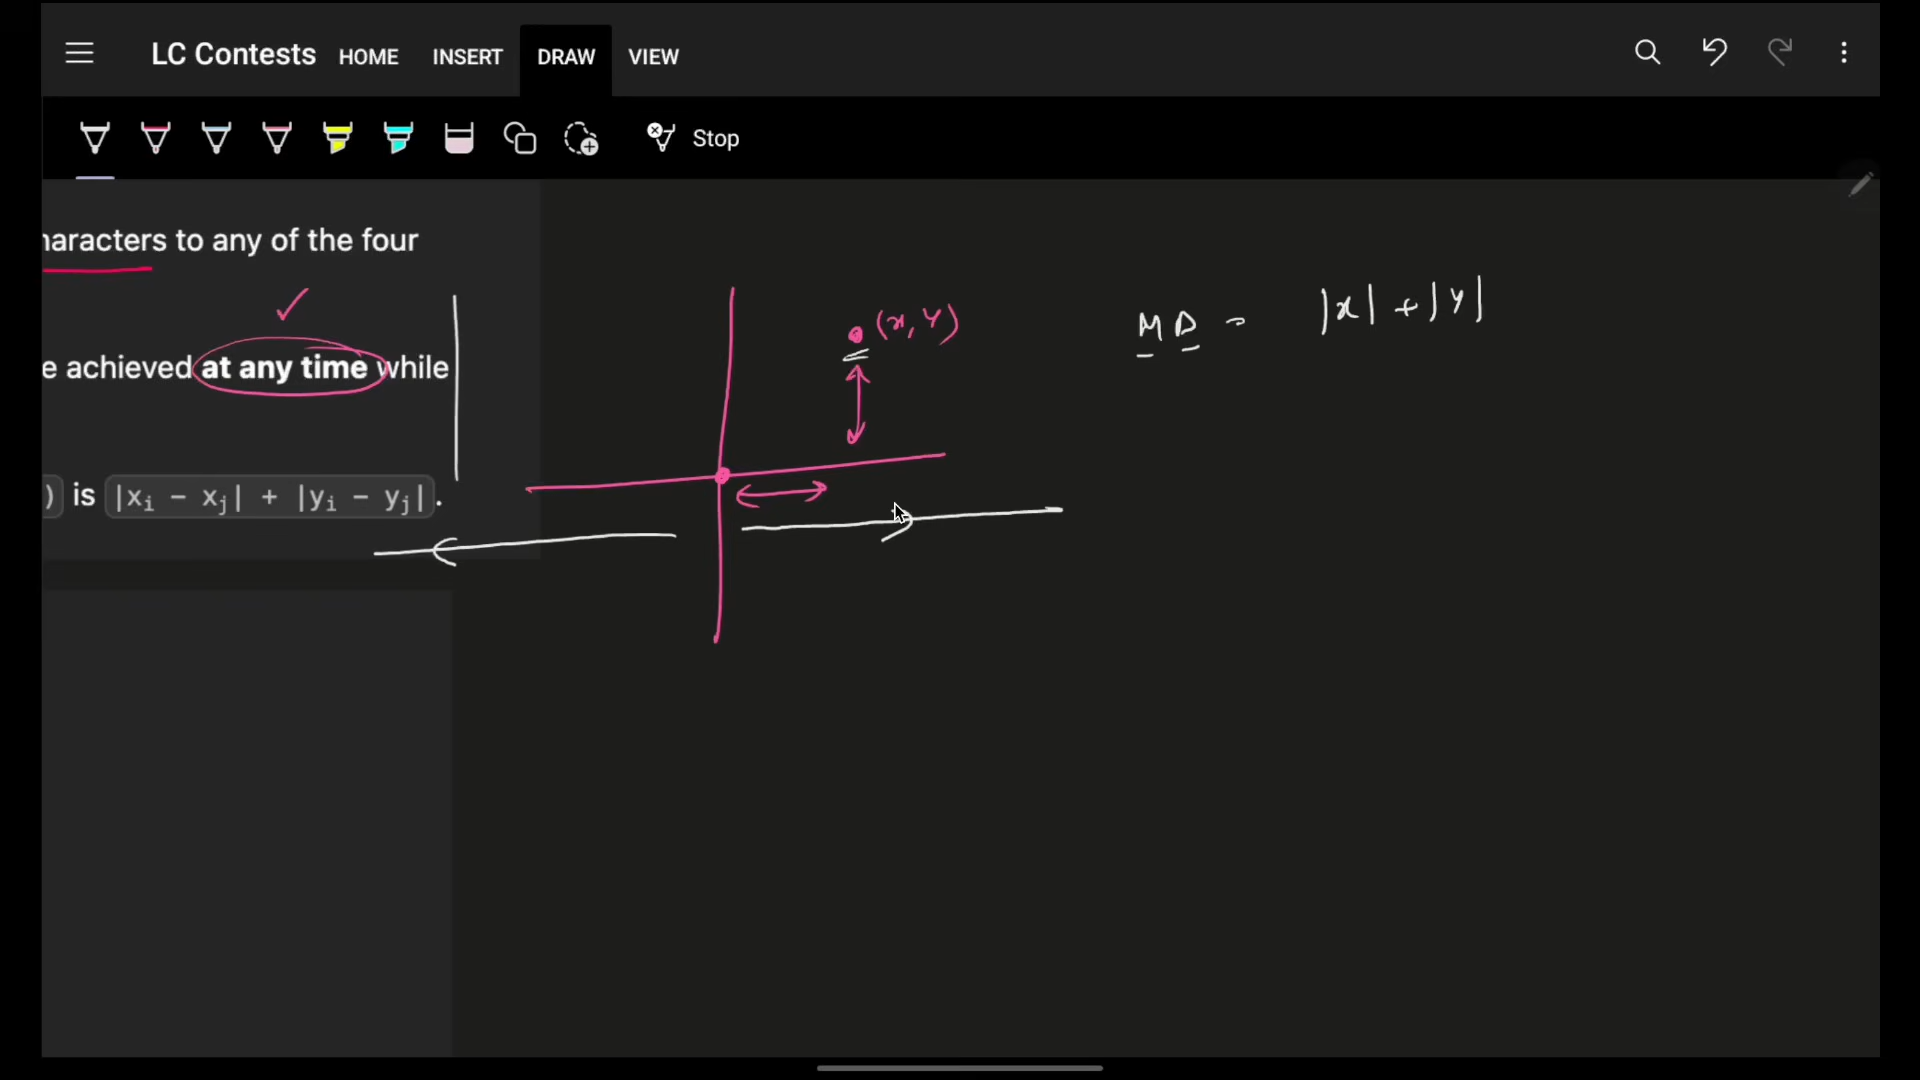 LC Contests HOME INSERT DRAW VIEW
Stop
haracters to any of the four
e achieved at any time while
) is |xᵢ - xⱼ| + |yᵢ - yⱼ|.
(x, y)
MD = |x| + |y|